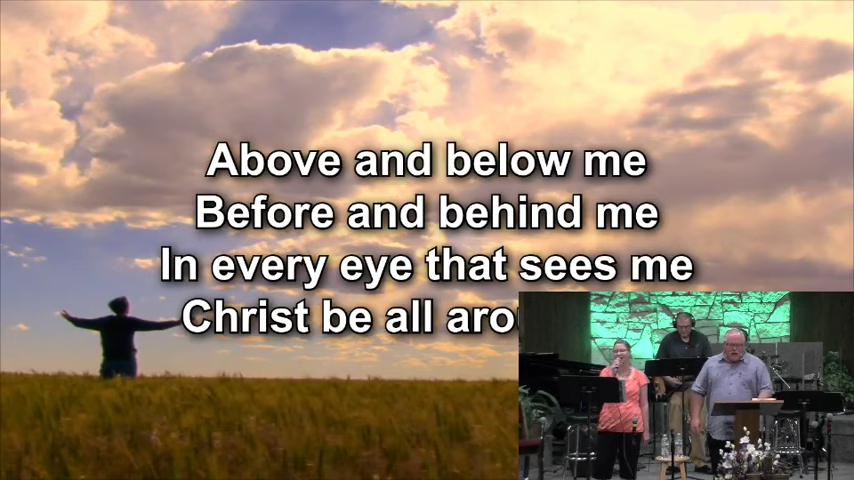 Above and below me
Before and behind me
In every eye that sees me
Christ be all aro